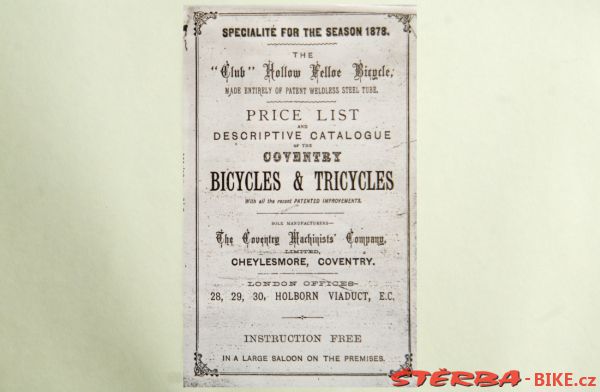 SPECIALITÉ FOR THE SEASON 1878.
THE
"Club" Hollow Felloe Bicycle,
MADE ENTIRELY OF PATENT WELDLESS STEEL TUBE.
PRICE LIST
AND
DESCRIPTIVE CATALOGUE
OF THE
COVENTRY
BICYCLES & TRICYCLES
With all the recent PATENTED IMPROVEMENTS.
SOLE MANUFACTURERS—
The Coventry Machinists' Company,
LIMITED,
CHEYLESMORE, COVENTRY.
LONDON OFFICES—
28, 29, 30, HOLBORN VIADUCT, E.C.
INSTRUCTION FREE
IN A LARGE SALOON ON THE PREMISES.
STERBA-BIKE.cz